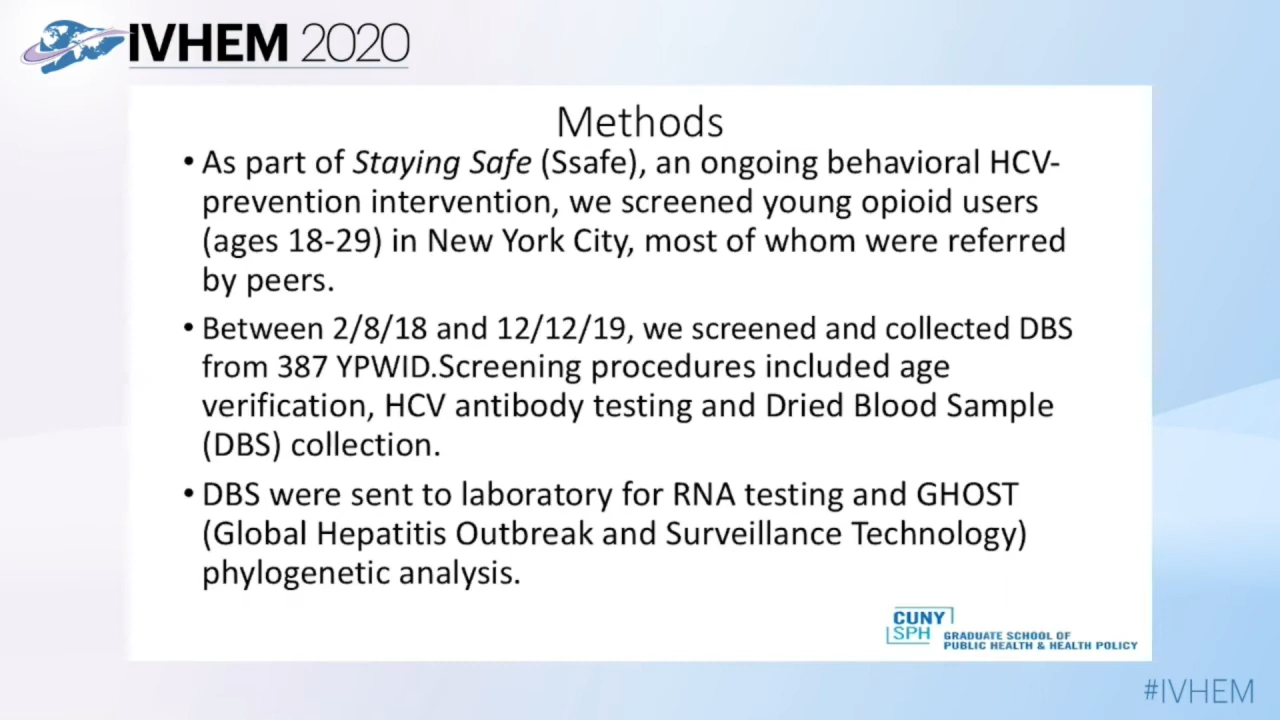 IVHEM 2020
Methods
• As part of Staying Safe (Ssafe), an ongoing behavioral HCV-
prevention intervention, we screened young opioid users
(ages 18-29) in New York City, most of whom were referred
by peers.
• Between 2/8/18 and 12/12/19, we screened and collected DBS
from 387 YPWID.Screening procedures included age
verification, HCV antibody testing and Dried Blood Sample
(DBS) collection.
• DBS were sent to laboratory for RNA testing and GHOST
(Global Hepatitis Outbreak and Surveillance Technology)
phylogenetic analysis.
CUNY
SPH
GRADUATE SCHOOL OF
PUBLIC HEALTH & HEALTH POLICY
#IVHEM